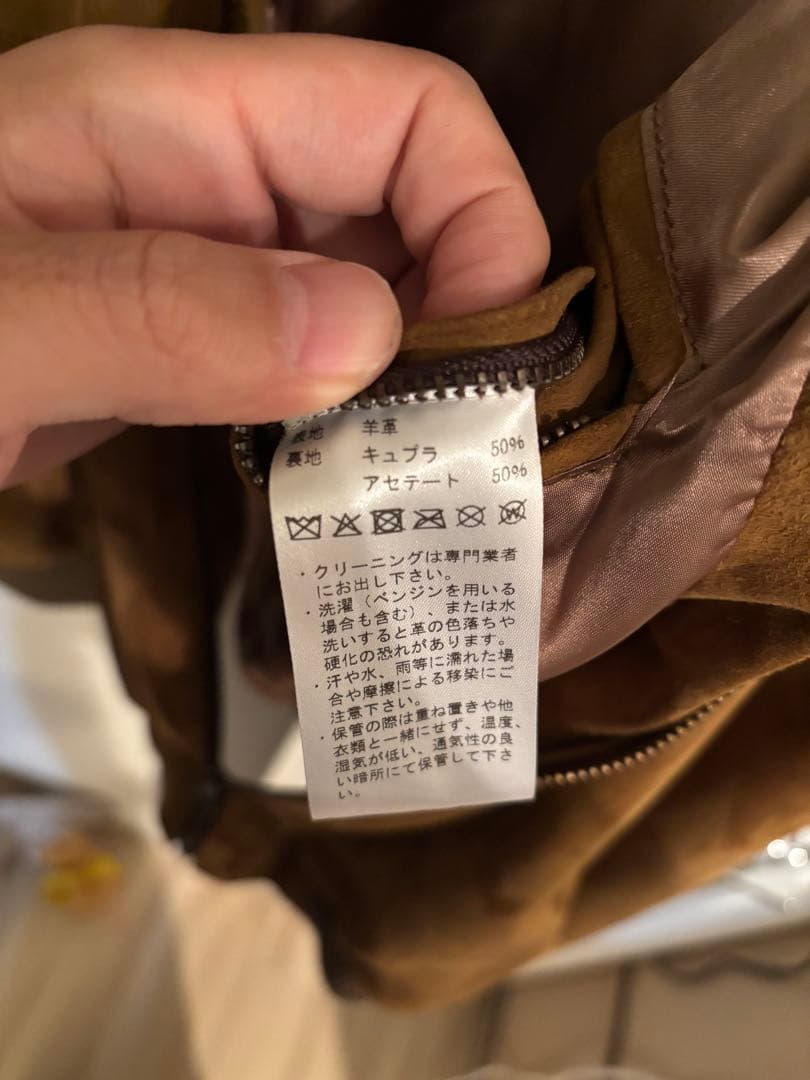 表地 羊革
裏地 キュプラ 50%
アセテート 50%
・クリーニングは専門業者
にお出し下さい。
・洗濯（ベンジンを用いる
場合も含む）、または水
洗いすると革の色落ちや
硬化の恐れがあります。
・汗や水、雨等に濡れた場
合や摩擦による移染にご
注意下さい。
・保管の際は重ね置きや他
衣類と一緒にせず、温度、
湿気が低い、通気性の良
い暗所にて保管して下さ
い。